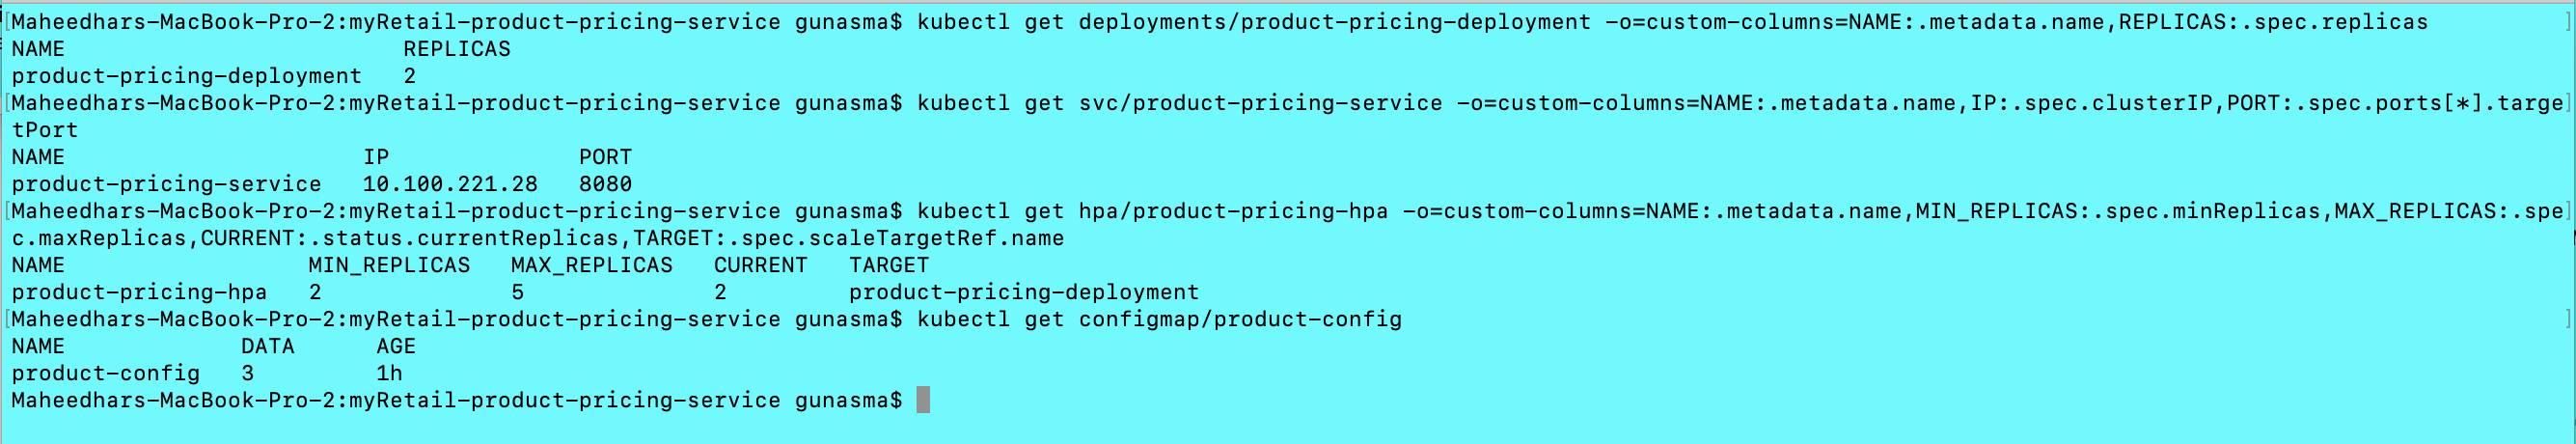 [Maheedhars-MacBook-Pro-2:myRetail-product-pricing-service gunasma$ kubectl get deployments/product-pricing-deployment -o=custom-columns=NAME:.metadata.name,REPLICAS:.spec.replicas ]
NAME REPLICAS
product-pricing-deployment 2
[Maheedhars-MacBook-Pro-2:myRetail-product-pricing-service gunasma$ kubectl get svc/product-pricing-service -o=custom-columns=NAME:.metadata.name,IP:.spec.clusterIP,PORT:.spec.ports[*].targe]
tPort
NAME IP PORT
product-pricing-service 10.100.221.28 8080
[Maheedhars-MacBook-Pro-2:myRetail-product-pricing-service gunasma$ kubectl get hpa/product-pricing-hpa -o=custom-columns=NAME:.metadata.name,MIN_REPLICAS:.spec.minReplicas,MAX_REPLICAS:.spe]
c.maxReplicas,CURRENT:.status.currentReplicas,TARGET:.spec.scaleTargetRef.name
NAME MIN_REPLICAS MAX_REPLICAS CURRENT TARGET
product-pricing-hpa 2 5 2 product-pricing-deployment
[Maheedhars-MacBook-Pro-2:myRetail-product-pricing-service gunasma$ kubectl get configmap/product-config ]
NAME DATA AGE
product-config 3 1h
Maheedhars-MacBook-Pro-2:myRetail-product-pricing-service gunasma$